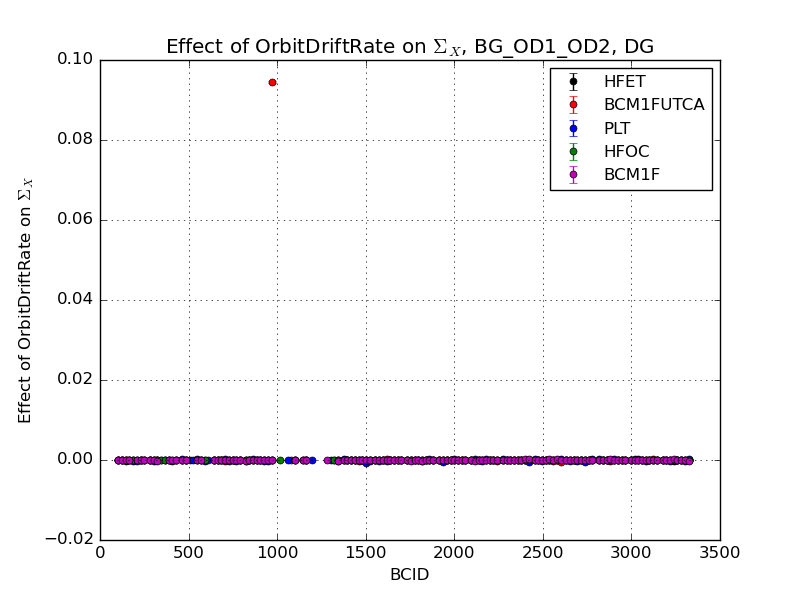 Effect of OrbitDriftRate on Σ_X, BG_OD1_OD2, DG
HFET
BCM1FUTCA
PLT
HFOC
BCM1F
Effect of OrbitDriftRate on Σ_X
0.10
0.08
0.06
0.04
0.02
0.00
−0.02
0 500 1000 1500 2000 2500 3000 3500
BCID